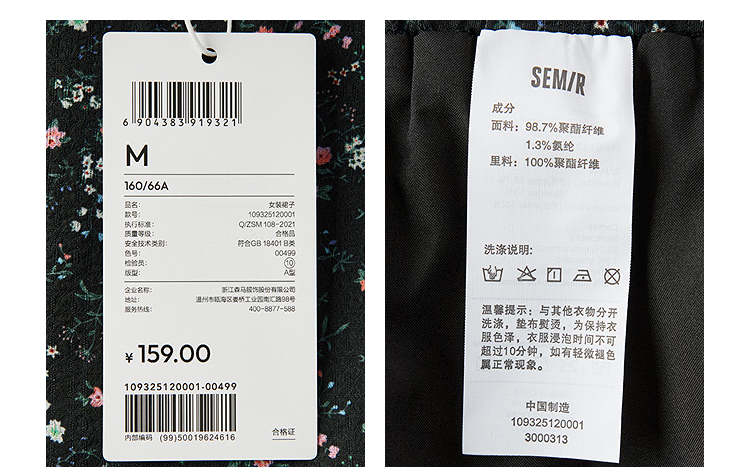 6 904383 919321
M
160/66A
品名: 女装裙子
款号: 109325120001
执行标准: Q/ZSM 108-2021
质量等级: 合格品
安全技术类别: 符合GB 18401 B类
色号: 00499
检验员: 10
版型: A型
企业名称: 浙江森马服饰股份有限公司
地址: 温州市瓯海区娄桥工业园南汇路98号
服务热线: 400-8877-588
¥ 159.00
109325120001-00499
内部编码 (99)50019624616
合格证
SEMIR
成分
面料: 98.7%聚酯纤维
1.3%氨纶
里料: 100%聚酯纤维
洗涤说明:
温馨提示: 与其他衣物分开
洗涤, 垫布熨烫, 为保持衣
服色泽, 衣服浸泡时间不可
超过10分钟, 如有轻微褪色
属正常现象。
中国制造
109325120001
3000313